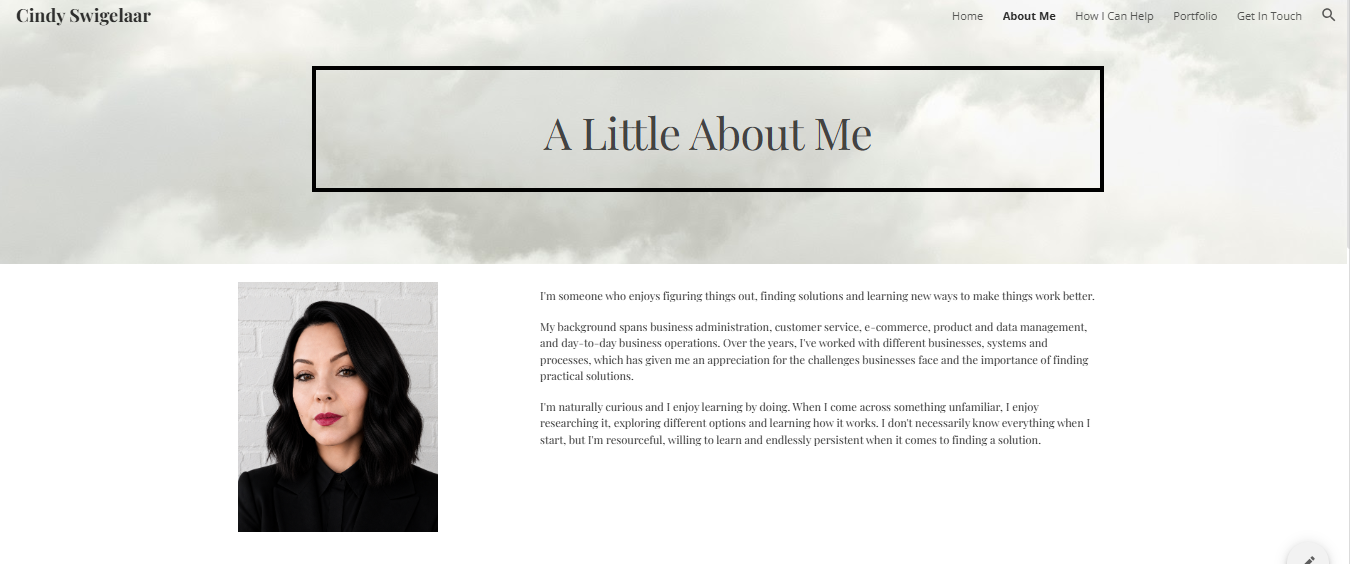 Cindy Swigelaar
Home About Me How I Can Help Portfolio Get In Touch
A Little About Me
I'm someone who enjoys figuring things out, finding solutions and learning new ways to make things work better.
My background spans business administration, customer service, e-commerce, product and data management,
and day-to-day business operations. Over the years, I've worked with different businesses, systems and
processes, which has given me an appreciation for the challenges businesses face and the importance of finding
practical solutions.
I'm naturally curious and I enjoy learning by doing. When I come across something unfamiliar, I enjoy
researching it, exploring different options and learning how it works. I don't necessarily know everything when I
start, but I'm resourceful, willing to learn and endlessly persistent when it comes to finding a solution.